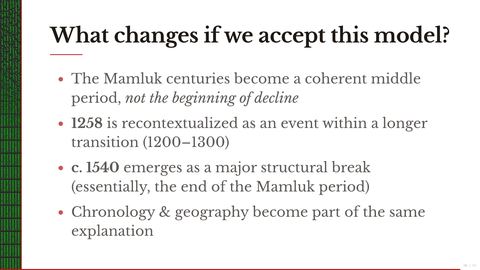 What changes if we accept this model?
• The Mamluk centuries become a coherent middle
period, not the beginning of decline
• 1258 is recontextualized as an event within a longer
transition (1200–1300)
• c. 1540 emerges as a major structural break
(essentially, the end of the Mamluk period)
• Chronology & geography become part of the same
explanation